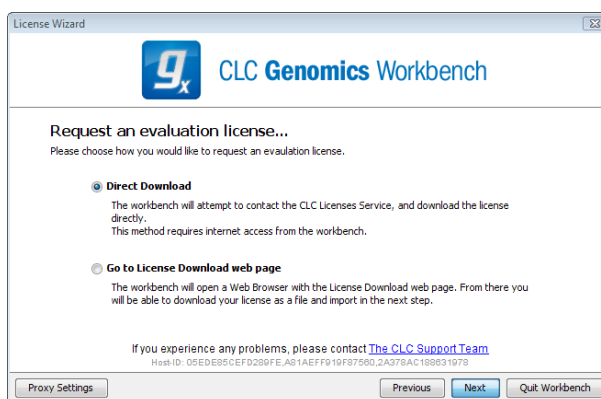 License Wizard
gx CLC Genomics Workbench
Request an evaluation license...
Please choose how you would like to request an evaulation license.
Direct Download
The workbench will attempt to contact the CLC Licenses Service, and download the license
directly.
This method requires internet access from the workbench.
Go to License Download web page
The workbench will open a Web Browser with the License Download web page. From there you
will be able to download your license as a file and import in the next step.
If you experience any problems, please contact The CLC Support Team
Host-ID: 05EDE85CEFD289FE,A81AEFF919F87560,2A378AC188631978
Proxy Settings Previous Next Quit Workbench